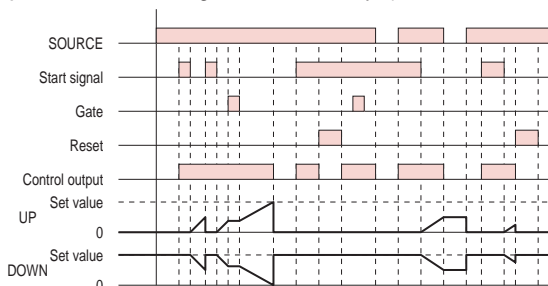 SOURCE
Start signal
Gate
Reset
Control output
Set value
UP
0
Set value
DOWN
0